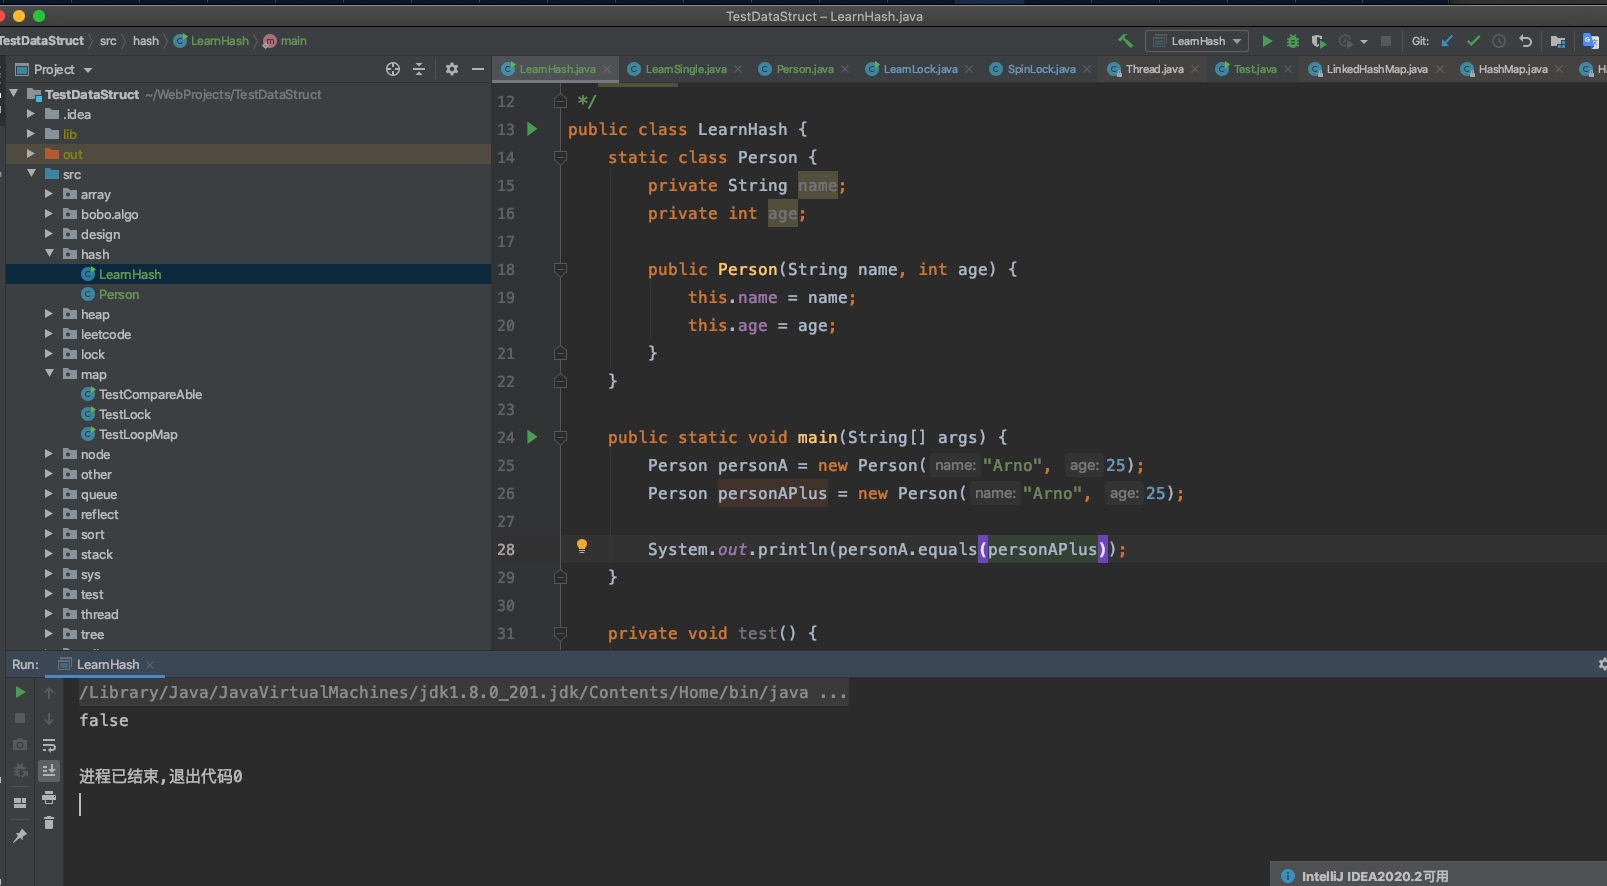 TestDataStruct – LearnHash.java
TestDataStruct src hash LearnHash main
LearnHash Git:
Project
LearnHash.java LearnSingle.java Person.java LearnLock.java SpinLock.java Thread.java Test.java LinkedHashMap.java HashMap.java
TestDataStruct ~/WebProjects/TestDataStruct
.idea
lib
out
src
array
bobo.algo
design
hash
LearnHash
Person
heap
leetcode
lock
map
TestCompareAble
TestLock
TestLoopMap
node
other
queue
reflect
sort
stack
sys
test
thread
tree
12 */
13 public class LearnHash {
14 static class Person {
15 private String name;
16 private int age;
17
18 public Person(String name, int age) {
19 this.name = name;
20 this.age = age;
21 }
22 }
23
24 public static void main(String[] args) {
25 Person personA = new Person( name: "Arno", age: 25);
26 Person personAPlus = new Person( name: "Arno", age: 25);
27
28 System.out.println(personA.equals(personAPlus));
29 }
30
31 private void test() {
Run: LearnHash
/Library/Java/JavaVirtualMachines/jdk1.8.0_201.jdk/Contents/Home/bin/java ...
false
进程已结束,退出代码0
IntelliJ IDEA2020.2可用